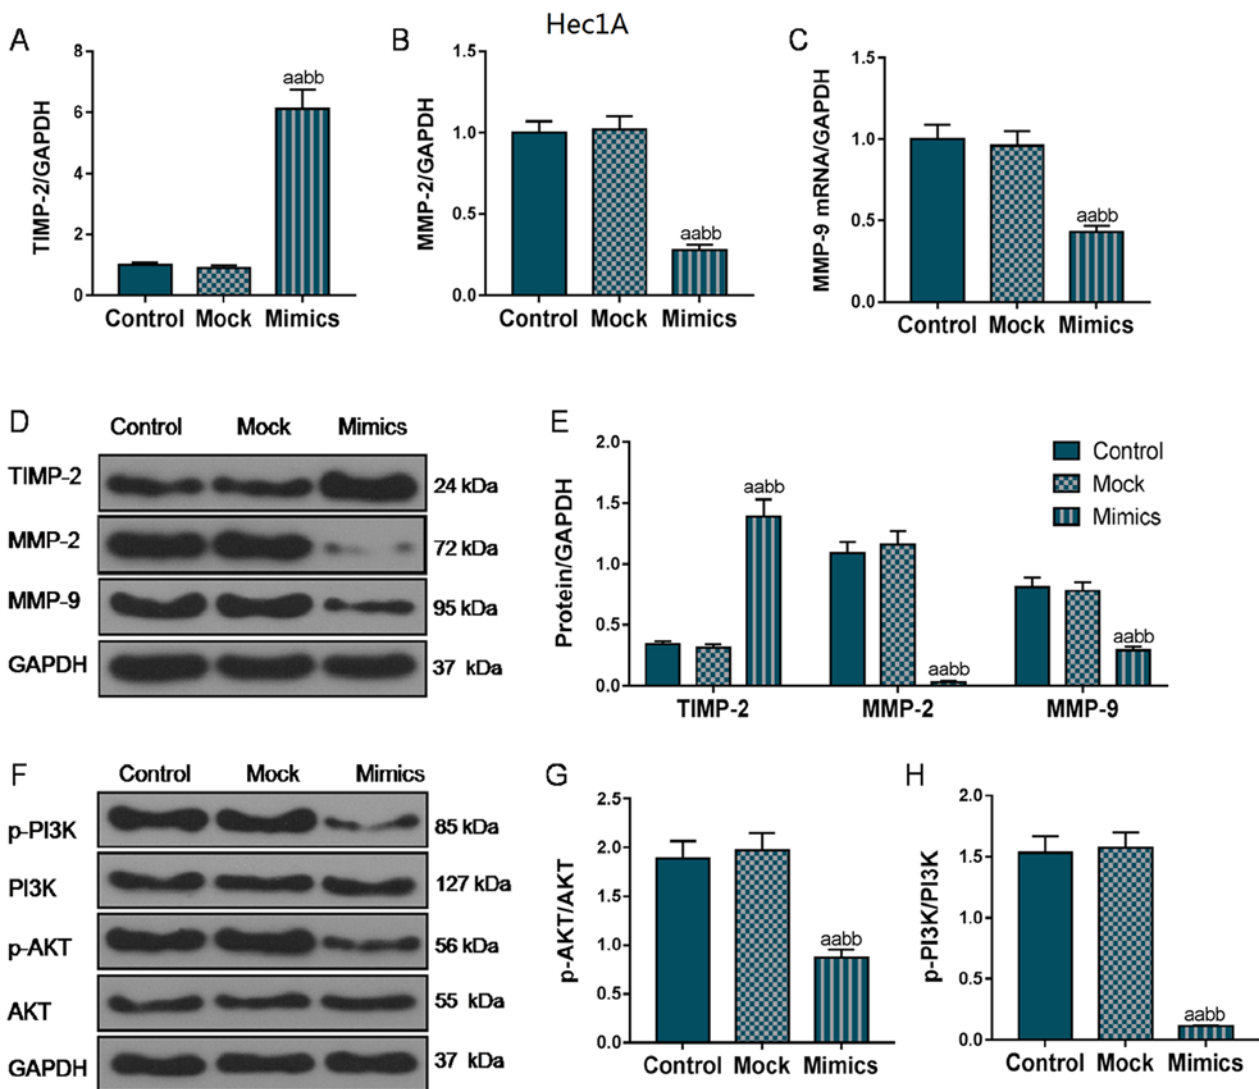 Hec1A
A
TIMP-2/GAPDH
8
6
4
2
0
aabb
Control Mock Mimics
B
MMP-2/GAPDH
1.5
1.0
0.5
0.0
aabb
Control Mock Mimics
C
MMP-9 mRNA/GAPDH
1.5
1.0
0.5
0.0
aabb
Control Mock Mimics
D
Control Mock Mimics
TIMP-2 24 kDa
MMP-2 72 kDa
MMP-9 95 kDa
GAPDH 37 kDa
E
Protein/GAPDH
2.0
1.5
1.0
0.5
0.0
aabb
aabb
aabb
TIMP-2 MMP-2 MMP-9
Control
Mock
Mimics
F
Control Mock Mimics
p-PI3K 85 kDa
PI3K 127 kDa
p-AKT 56 kDa
AKT 55 kDa
GAPDH 37 kDa
G
p-AKT/AKT
2.5
2.0
1.5
1.0
0.5
0.0
aabb
Control Mock Mimics
H
p-PI3K/PI3K
2.0
1.5
1.0
0.5
0.0
aabb
Control Mock Mimics